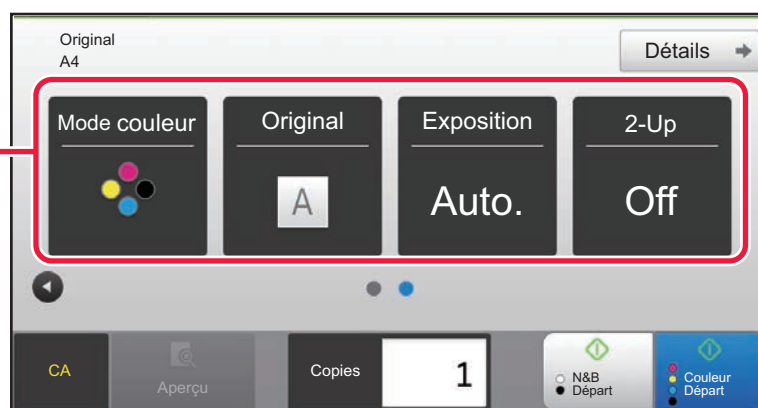 Original
A4
Détails
Mode couleur
Original
Exposition
2-Up
A
Auto.
Off
CA
Aperçu
Copies
1
N&B
Départ
Couleur
Départ